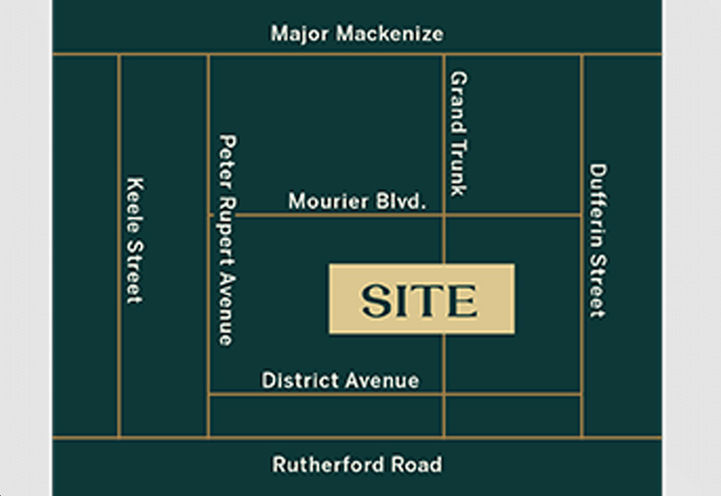 Major Mackenize
Grand Trunk
Peter Rupert Avenue
Keele Street
Dufferin Street
Mourier Blvd.
SITE
District Avenue
Rutherford Road